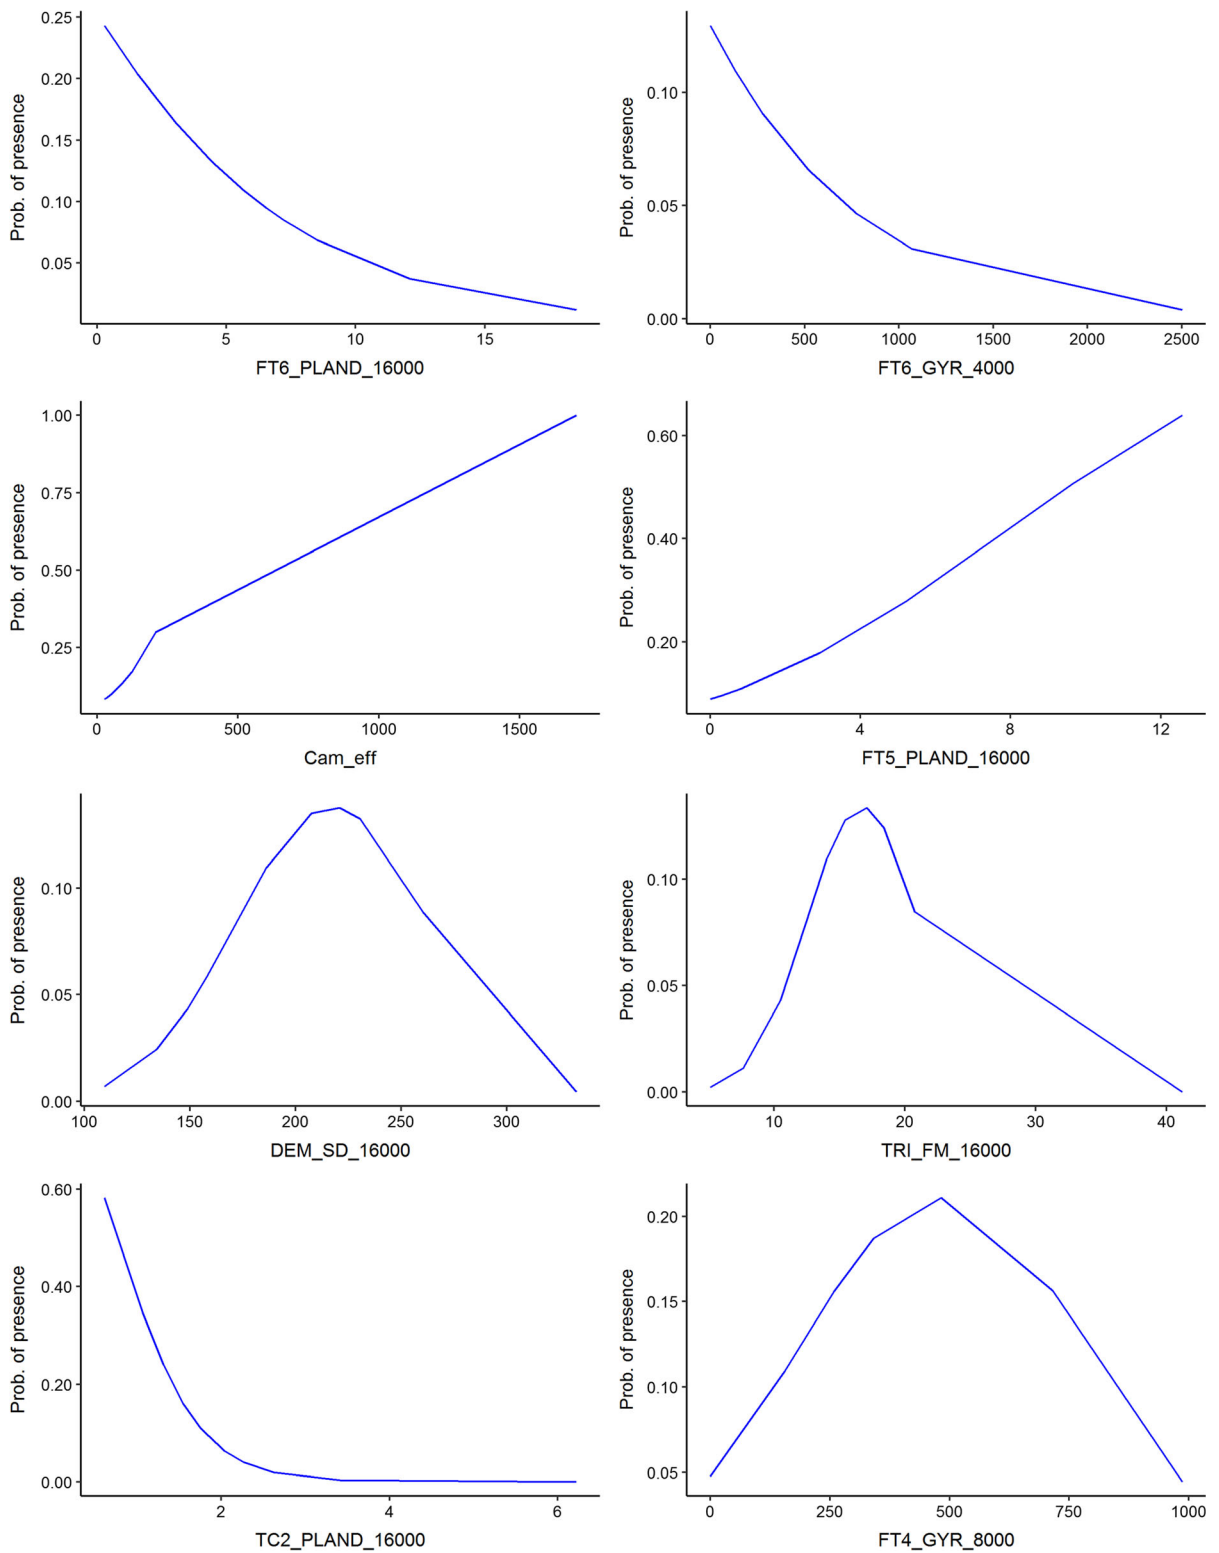 0.25
0.20
0.15
0.10
0.05
Prob. of presence
0 5 10 15
FT6_PLAND_16000
0.10
0.05
0.00
Prob. of presence
0 500 1000 1500 2000 2500
FT6_GYR_4000
1.00
0.75
0.50
0.25
Prob. of presence
0 500 1000 1500
Cam_eff
0.60
0.40
0.20
Prob. of presence
0 4 8 12
FT5_PLAND_16000
0.10
0.05
0.00
Prob. of presence
100 150 200 250 300
DEM_SD_16000
0.10
0.05
0.00
Prob. of presence
10 20 30 40
TRI_FM_16000
0.60
0.40
0.20
0.00
Prob. of presence
2 4 6
TC2_PLAND_16000
0.20
0.15
0.10
0.05
Prob. of presence
0 250 500 750 1000
FT4_GYR_8000